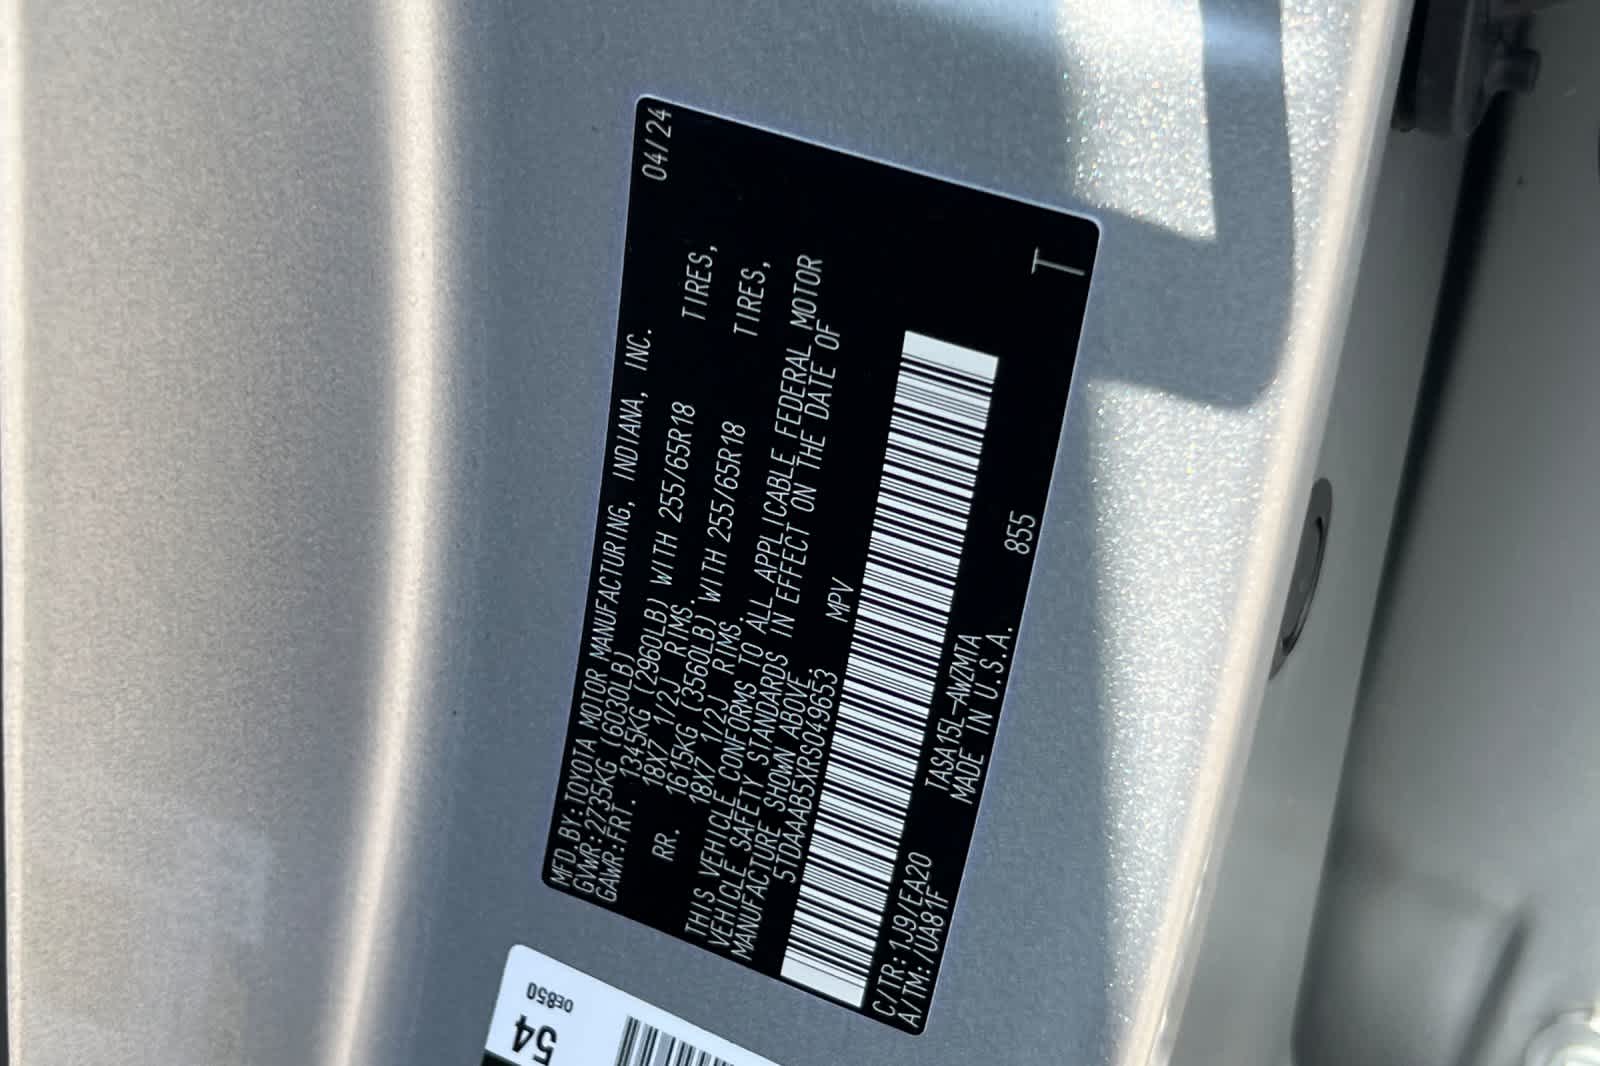 04/24
MFD.BY:TOYOTA MOTOR MANUFACTURING, INDIANA, INC.
GVWR:2735KG (6030LB)
GAWR:FRT. 1345KG (2960LB) WITH 255/65R18 TIRES,
18X7 1/2J RIMS.
RR. 1615KG (3560LB) WITH 255/65R18 TIRES,
18X7 1/2J RIMS.
THIS VEHICLE CONFORMS TO ALL APPLICABLE FEDERAL MOTOR
VEHICLE SAFETY STANDARDS IN EFFECT ON THE DATE OF
MANUFACTURE SHOWN ABOVE.
5TDAAAB5XRS049653 MPV
T
C/TR:1J9/EA20 TASA15L-AWZMTA 855
A/TM:/UA81F MADE IN U.S.A.
0E850
54